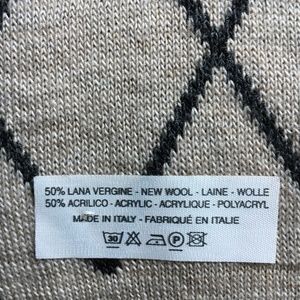 50% LANA VERGINE - NEW WOOL - LAINE - WOLLE
50% ACRILICO - ACRYLIC - ACRYLIQUE - POLYACRYL
MADE IN ITALY - FABRIQUÉ EN ITALIE
30 P